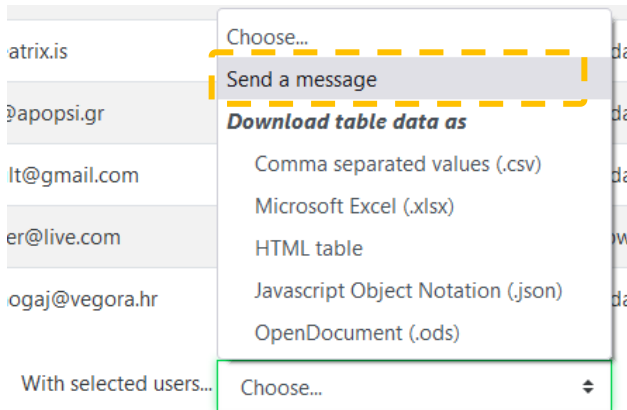 Choose...
atrix.is
Send a message
@apopsi.gr
Download table data as
lt@gmail.com
Comma separated values (.csv)
Microsoft Excel (.xlsx)
er@live.com
HTML table
ogaj@vegora.hr
Javascript Object Notation (.json)
OpenDocument (.ods)
With selected users... Choose...